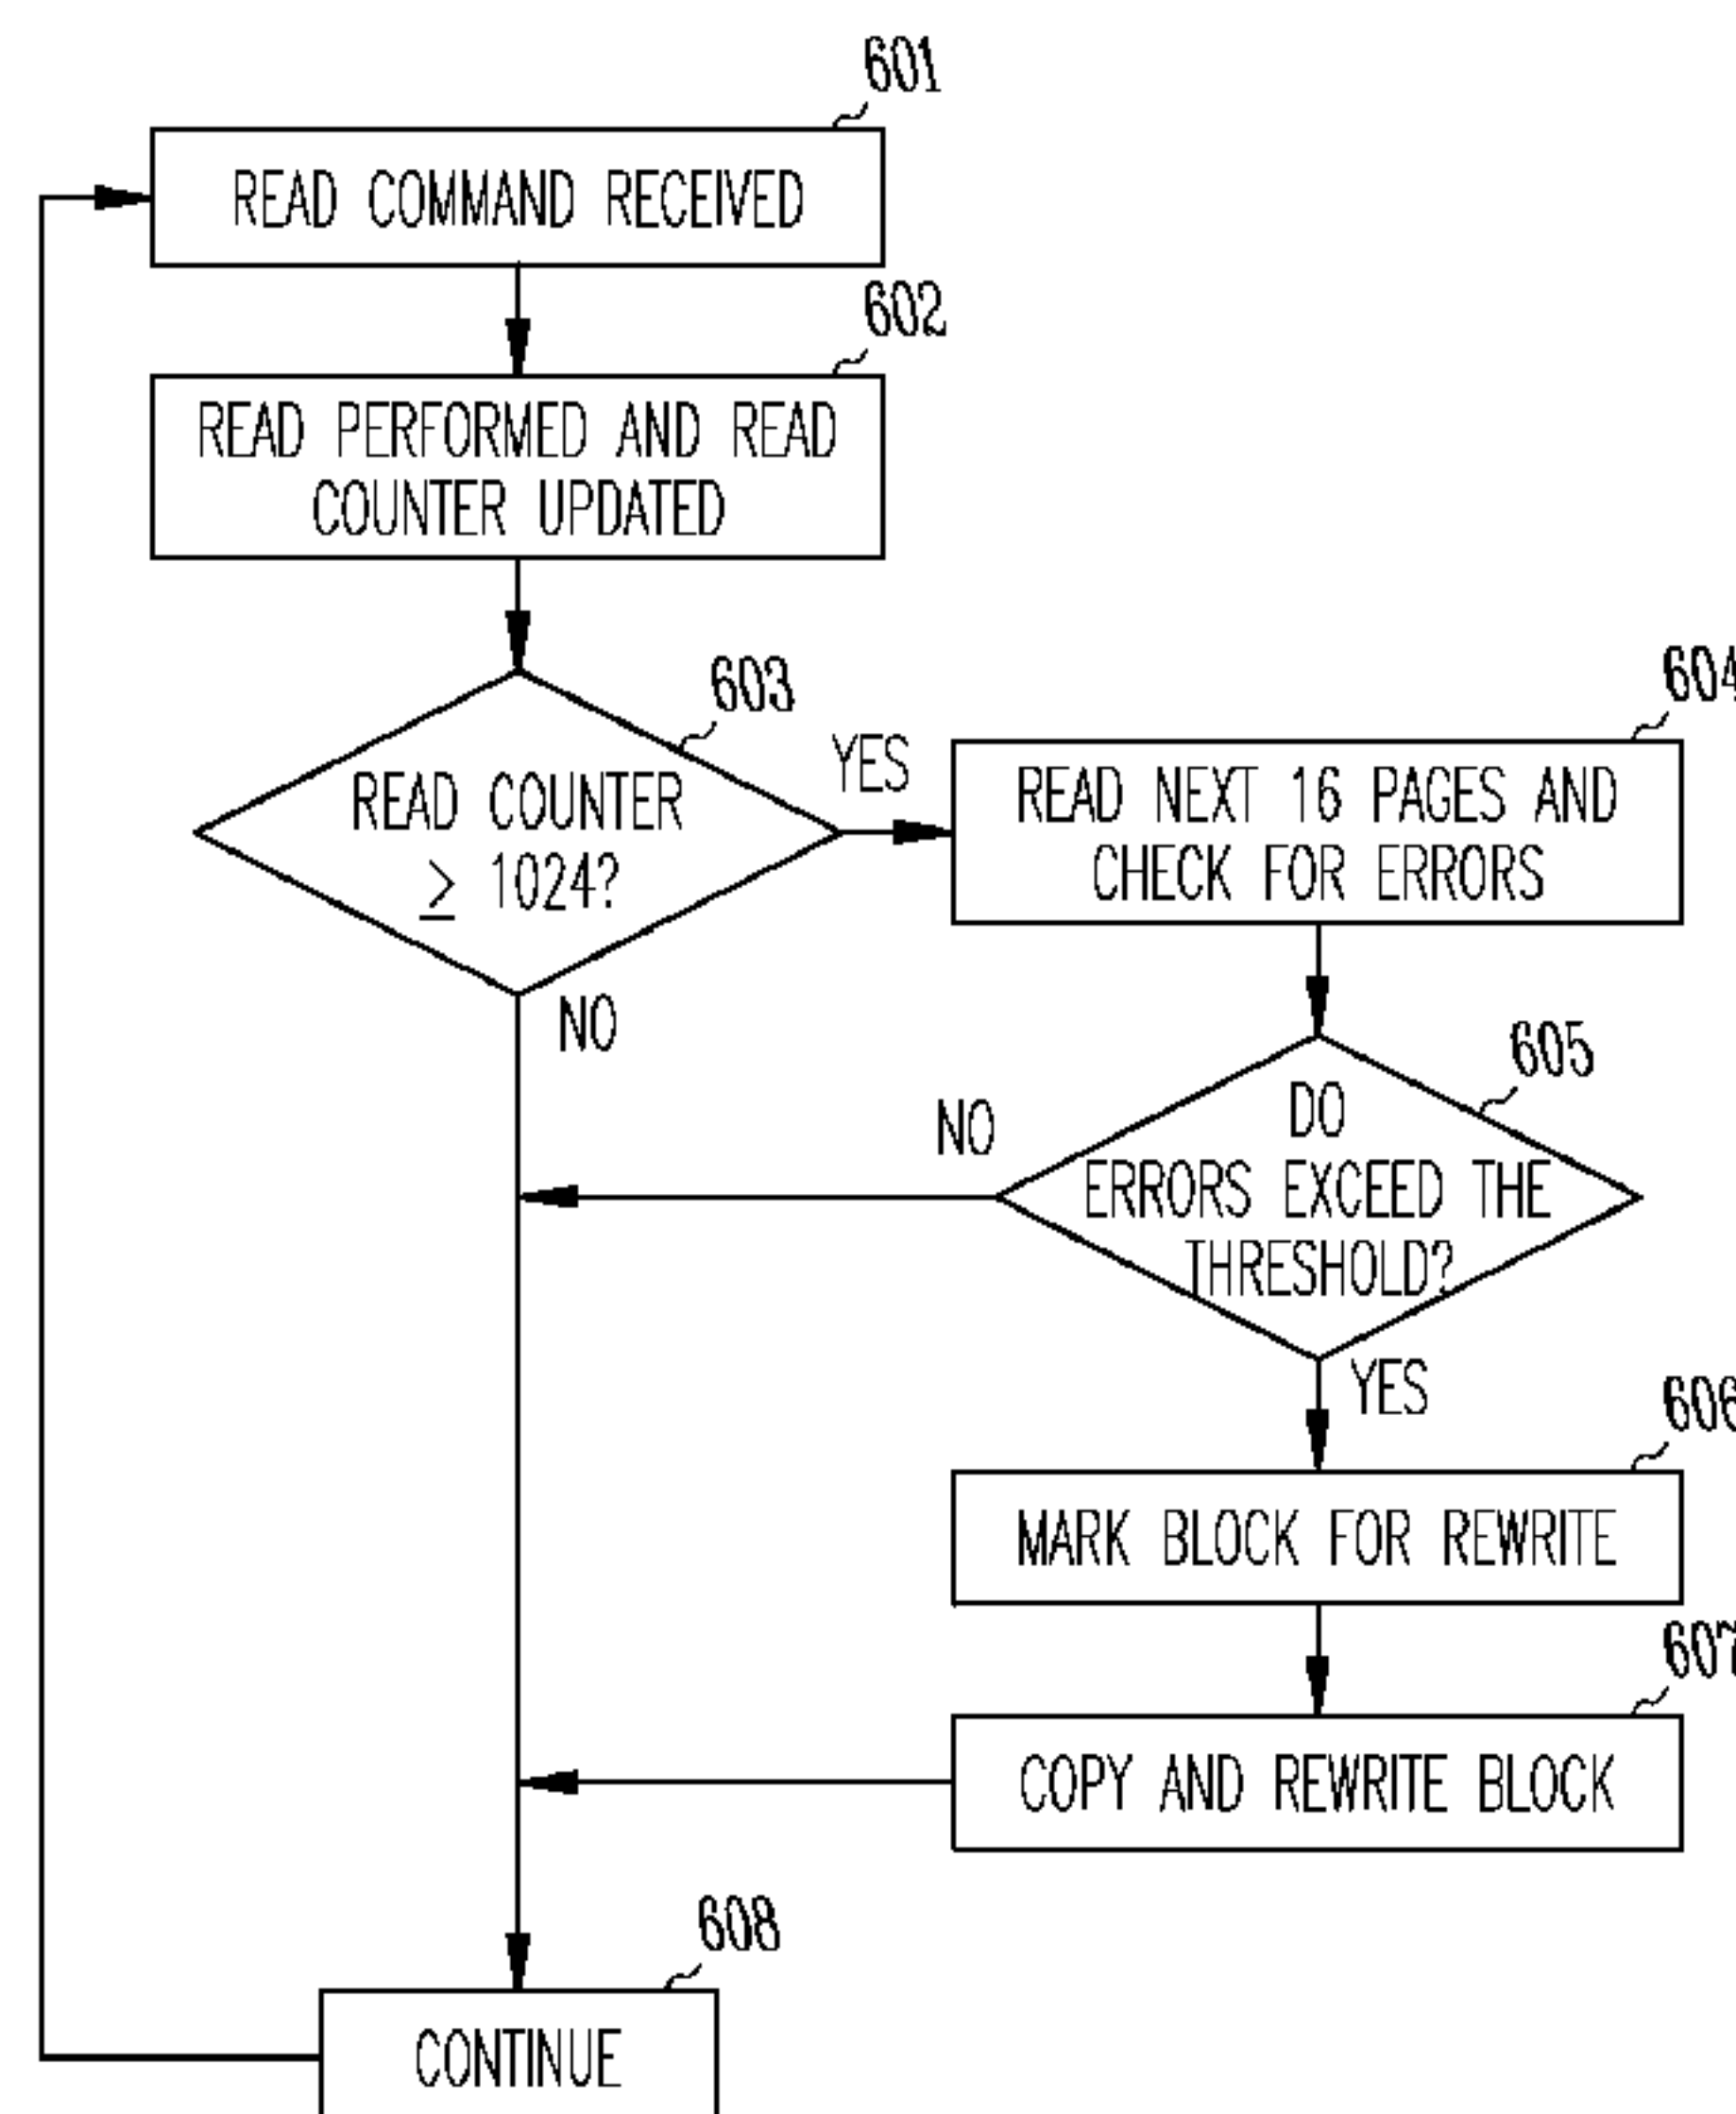 601
READ COMMAND RECEIVED
602
READ PERFORMED AND READ
COUNTER UPDATED
603
READ COUNTER
≥ 1024?
YES
NO
604
READ NEXT 16 PAGES AND
CHECK FOR ERRORS
605
DO
ERRORS EXCEED THE
THRESHOLD?
NO
YES
606
MARK BLOCK FOR REWRITE
607
COPY AND REWRITE BLOCK
608
CONTINUE